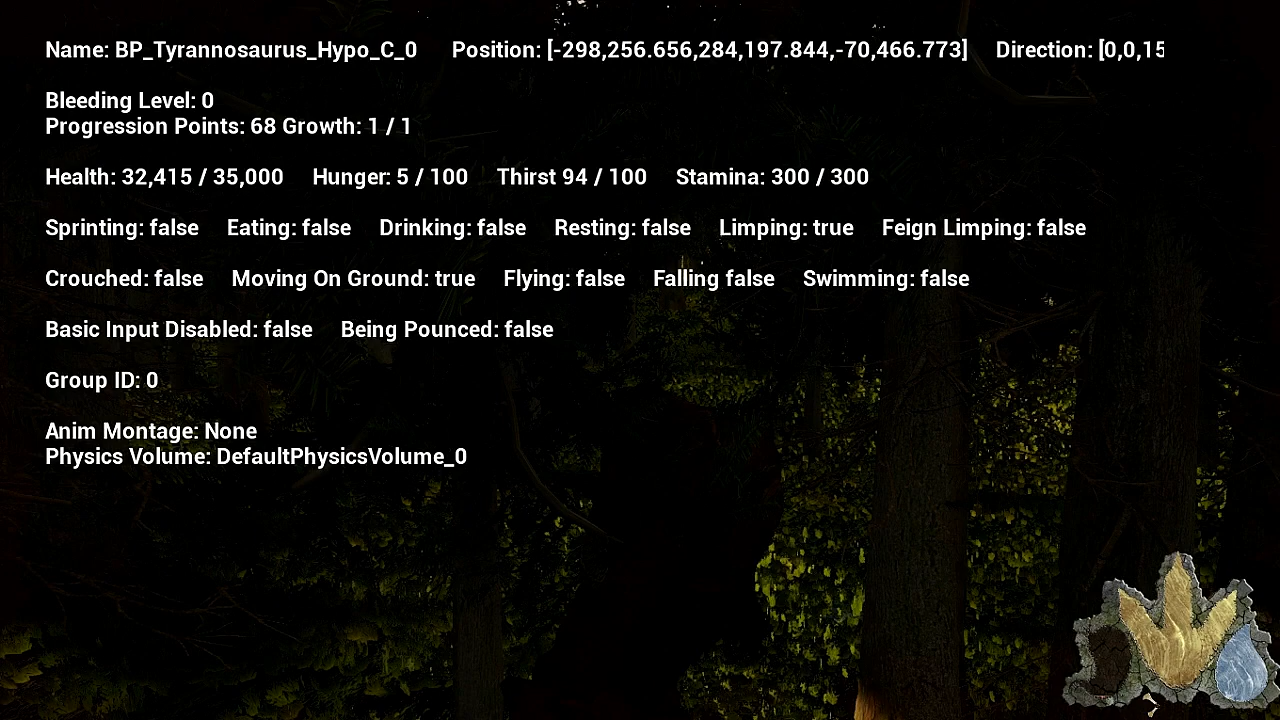 Name: BP_Tyrannosaurus_Hypo_C_0 Position: [-298,256.656,284,197.844,-70,466.773] Direction: [0,0,15
Bleeding Level: 0
Progression Points: 68 Growth: 1 / 1
Health: 32,415 / 35,000 Hunger: 5 / 100 Thirst 94 / 100 Stamina: 300 / 300
Sprinting: false Eating: false Drinking: false Resting: false Limping: true Feign Limping: false
Crouched: false Moving On Ground: true Flying: false Falling false Swimming: false
Basic Input Disabled: false Being Pounced: false
Group ID: 0
Anim Montage: None
Physics Volume: DefaultPhysicsVolume_0